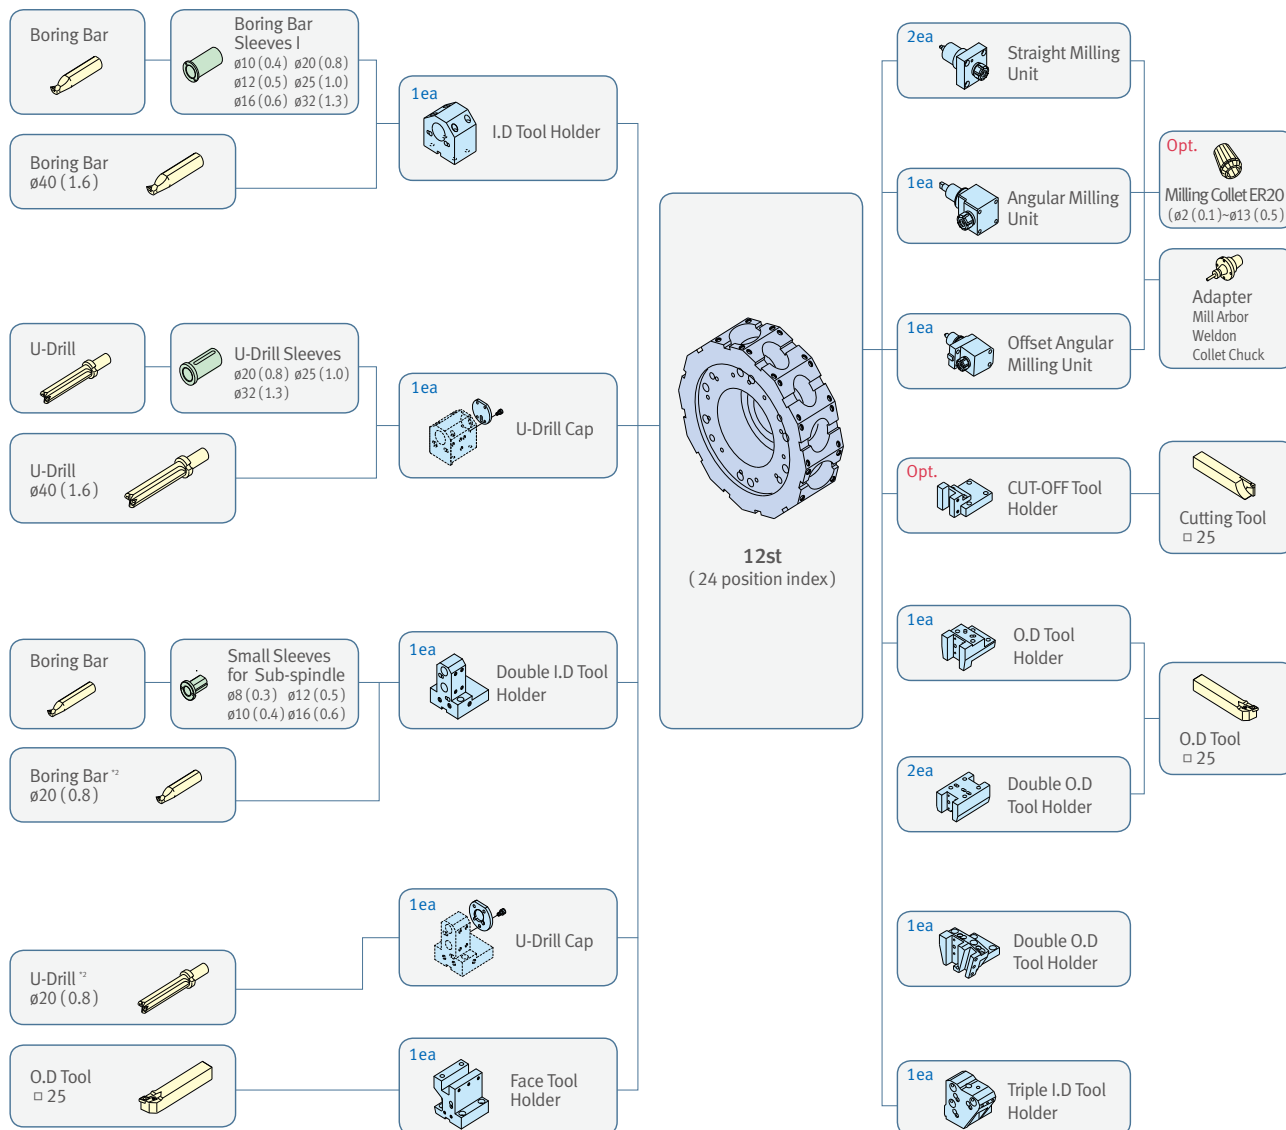 Boring Bar
Boring Bar
Sleeves I
ø10 (0.4) ø20 (0.8)
ø12 (0.5) ø25 (1.0)
ø16 (0.6) ø32 (1.3)
Boring Bar
ø40 (1.6)
1ea
I.D Tool Holder
U-Drill
U-Drill Sleeves
ø20 (0.8) ø25 (1.0)
ø32 (1.3)
U-Drill
ø40 (1.6)
1ea
U-Drill Cap
Boring Bar
Small Sleeves
for Sub-spindle
ø8 (0.3) ø12 (0.5)
ø10 (0.4) ø16 (0.6)
Boring Bar *2
ø20 (0.8)
1ea
Double I.D Tool
Holder
U-Drill *2
ø20 (0.8)
1ea
U-Drill Cap
O.D Tool
□ 25
1ea
Face Tool
Holder
12st
( 24 position index )
2ea
Straight Milling
Unit
1ea
Angular Milling
Unit
1ea
Offset Angular
Milling Unit
Opt.
Milling Collet ER20
(ø2 (0.1)~ø13 (0.5)
Adapter
Mill Arbor
Weldon
Collet Chuck
Opt.
CUT-OFF Tool
Holder
Cutting Tool
□ 25
1ea
O.D Tool
Holder
2ea
Double O.D
Tool Holder
O.D Tool
□ 25
1ea
Double O.D
Tool Holder
1ea
Triple I.D Tool
Holder